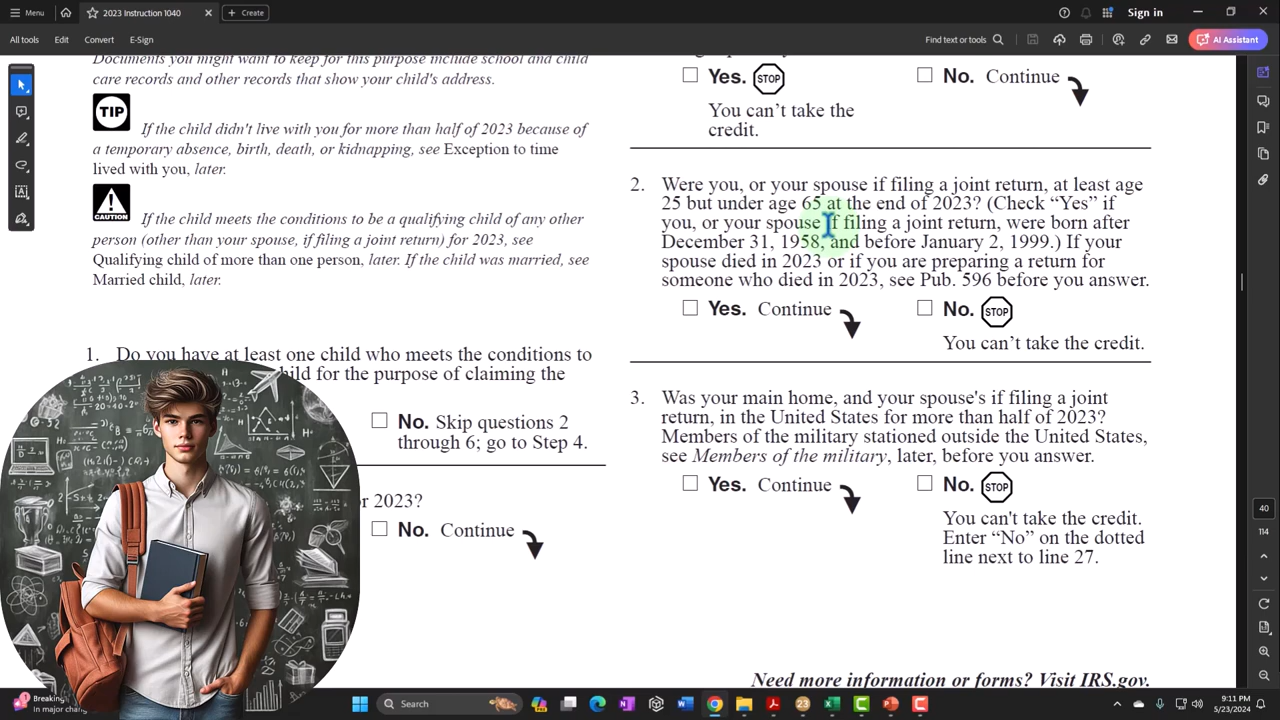 Menu
2023 Instruction 1040
Create
Sign in
All tools
Edit
Convert
E-Sign
Find text or tools
AI Assistant
Documents you might want to keep for this purpose include school and child
care records and other records that show your child's address.
TIP
If the child didn't live with you for more than half of 2023 because of
a temporary absence, birth, death, or kidnapping, see Exception to time
lived with you, later.
CAUTION
If the child meets the conditions to be a qualifying child of any other
person (other than your spouse, if filing a joint return) for 2023, see
Qualifying child of more than one person, later. If the child was married, see
Married child, later.
1. Do you have at least one child who meets the conditions to
hild for the purpose of claiming the
No. Skip questions 2
through 6; go to Step 4.
r 2023?
No. Continue
Yes. STOP
You can't take the
credit.
No. Continue
2. Were you, or your spouse if filing a joint return, at least age
25 but under age 65 at the end of 2023? (Check “Yes” if
you, or your spouse if filing a joint return, were born after
December 31, 1958, and before January 2, 1999.) If your
spouse died in 2023 or if you are preparing a return for
someone who died in 2023, see Pub. 596 before you answer.
Yes. Continue
No. STOP
You can’t take the credit.
3. Was your main home, and your spouse's if filing a joint
return, in the United States for more than half of 2023?
Members of the military stationed outside the United States,
see Members of the military, later, before you answer.
Yes. Continue
No. STOP
You can't take the credit.
Enter “No” on the dotted
line next to line 27.
Need more information or forms? Visit IRS.gov.
40
114
Breaking
In major chang
Search
9:11 PM
5/23/2024